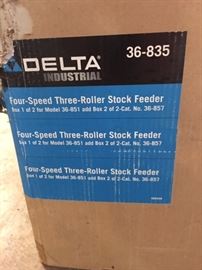 DELTA 36-835
INDUSTRIAL
Four-Speed Three-Roller Stock Feeder
Box 1 of 2 for Model 36-851 add Box 2 of 2-Cat. No. 36-857
Four-Speed Three-Roller Stock Feeder
Box 1 of 2 for Model 36-851 add Box 2 of 2-Cat. No. 36-857
Four-Speed Three-Roller Stock Feeder
Box 1 of 2 for Model 36-851 add Box 2 of 2-Cat. No. 36-857